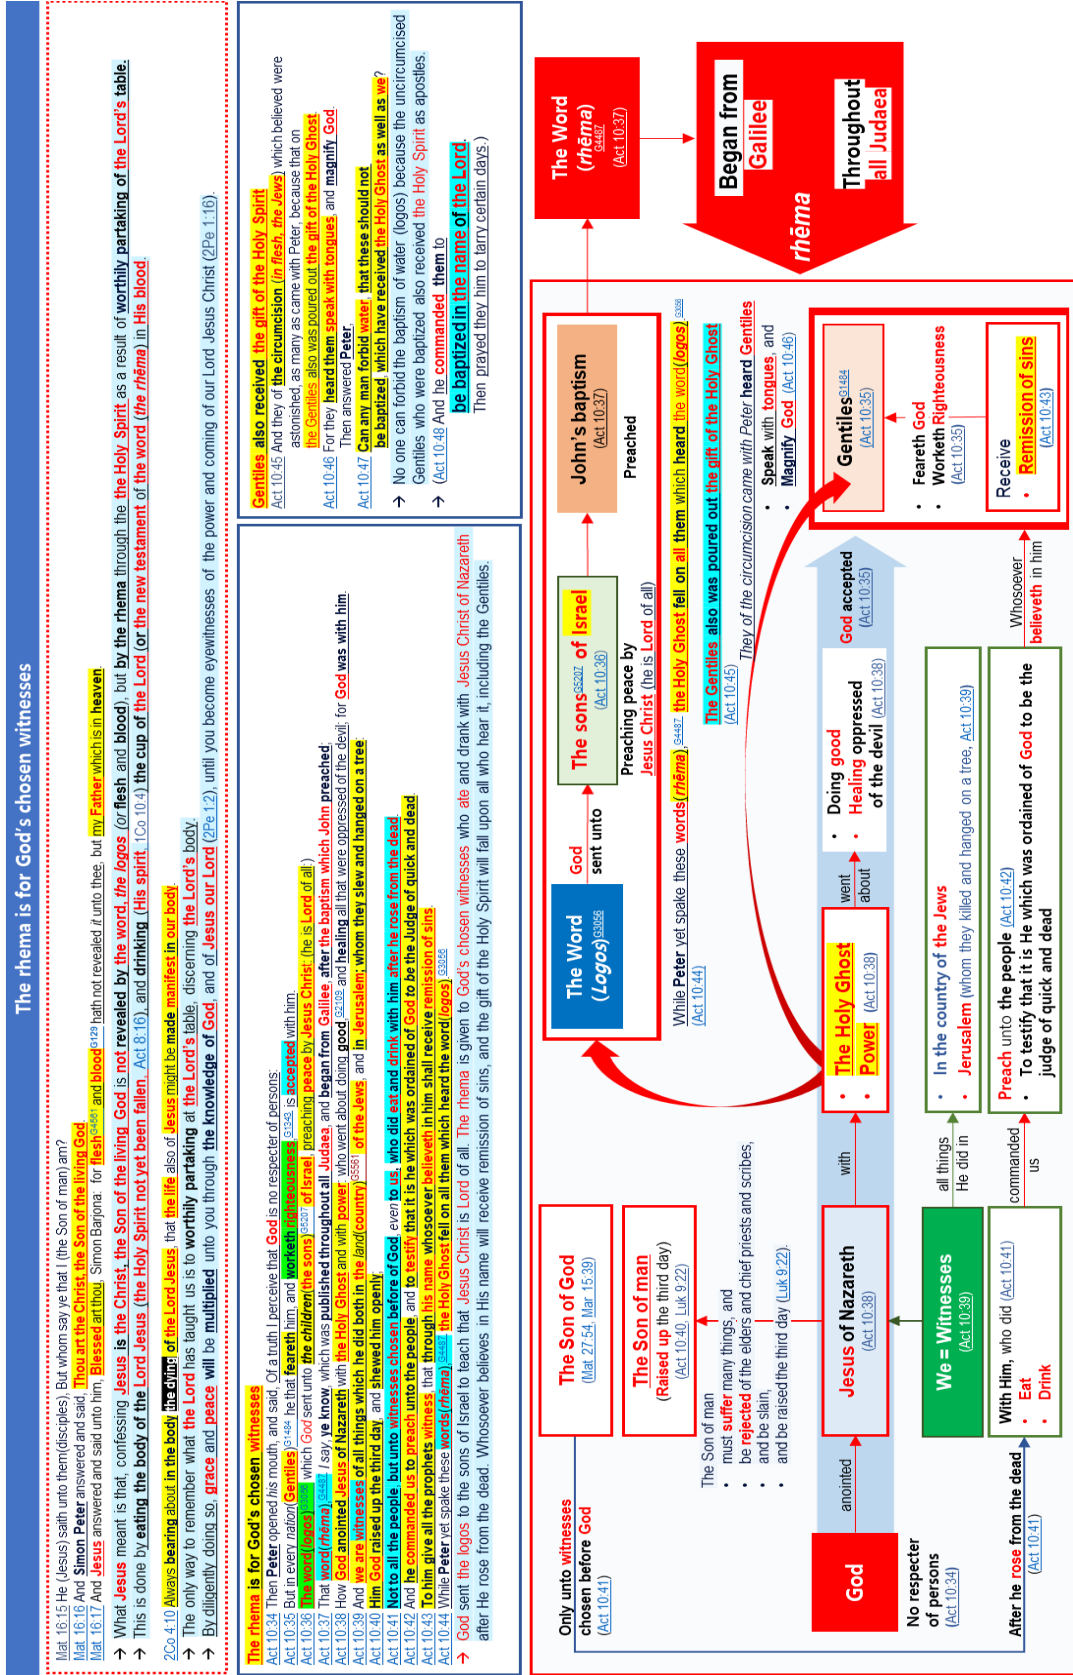 The rhema is for God's chosen witnesses
Mat 16:15 He (Jesus) saith unto them(disciples), But whom say ye that I (the Son of man) am?
Mat 16:16 And Simon Peter answered and said, Thou art the Christ, the Son of the living God.
Mat 16:17 And Jesus answered and said unto him, Blessed art thou, Simon Barjona: for flesh G4561 and blood G129 hath not revealed it unto thee, but my Father which is in heaven.
→ What Jesus meant is that, confessing Jesus is the Christ, the Son of the living God is not revealed by the word, the logos (or flesh and blood), but by the rhema through the the Holy Spirit as a result of worthily partaking of the Lord's table.
→ This is done by eating the body of the Lord Jesus (the Holy Spirit not yet been fallen, Act 8:16), and drinking (His spirit, 1Co 10:4) the cup of the Lord (or the new testament of the word (the rhēma) in His blood.
2Co 4:10 Always bearing about in the body the dying of the Lord Jesus, that the life also of Jesus might be made manifest in our body.
→ The only way to remember what the Lord has taught us is to worthily partaking at the Lord's table, discerning the Lord's body.
→ By diligently doing so, grace and peace will be multiplied unto you through the knowledge of God, and of Jesus our Lord (2Pe 1:2), until you become eyewitnesses of the power and coming of our Lord Jesus Christ (2Pe 1:16).
The rhema is for God's chosen witnesses
Act 10:34 Then Peter opened his mouth, and said, Of a truth I perceive that God is no respecter of persons:
Act 10:35 But in every nation(Gentiles) G1484 he that feareth him, and worketh righteousness, G1343 is accepted with him.
Act 10:36 The word(logos) G3056 which God sent unto the children(the sons) G5207 of Israel, preaching peace by Jesus Christ: (he is Lord of all:)
Act 10:37 That word(rhēma), G4487 I say, ye know, which was published throughout all Judaea, and began from Galilee, after the baptism which John preached;
Act 10:38 How God anointed Jesus of Nazareth with the Holy Ghost and with power: who went about doing good, G2109 and healing all that were oppressed of the devil; for God was with him.
Act 10:39 And we are witnesses of all things which he did both in the land(country) G5561 of the Jews, and in Jerusalem; whom they slew and hanged on a tree:
Act 10:40 Him God raised up the third day, and shewed him openly;
Act 10:41 Not to all the people, but unto witnesses chosen before of God, even to us, who did eat and drink with him after he rose from the dead.
Act 10:42 And he commanded us to preach unto the people, and to testify that it is he which was ordained of God to be the Judge of quick and dead.
Act 10:43 To him give all the prophets witness, that through his name whosoever believeth in him shall receive remission of sins.
Act 10:44 While Peter yet spake these words(rhēma), G4487 the Holy Ghost fell on all them which heard the word(logos). G3056
→ God sent the logos to the sons of Israel to teach that Jesus Christ is Lord of all. The rhema is given to God's chosen witnesses who ate and drank with Jesus Christ of Nazareth
after He rose from the dead. Whosoever believes in His name will receive remission of sins, and the gift of the Holy Spirit will fall upon all who hear it, including the Gentiles.
Gentiles also received the gift of the Holy Spirit
Act 10:45 And they of the circumcision (in flesh, the Jews) which believed were
astonished, as many as came with Peter, because that on
the Gentiles also was poured out the gift of the Holy Ghost.
Act 10:46 For they heard them speak with tongues, and magnify God.
Then answered Peter,
Act 10:47 Can any man forbid water, that these should not
be baptized, which have received the Holy Ghost as well as we?
→ No one can forbid the baptism of water (logos) because the uncircumcised
Gentiles who were baptized also received the Holy Spirit as apostles.
→ (Act 10:48 And he commanded them to
be baptized in the name of the Lord.
Then prayed they him to tarry certain days.)
The Word
(Logos)G3056
God
sent unto
The sonsG5207 of Israel
(Act 10:36)
Preaching peace by
Jesus Christ (he is Lord of all)
John's baptism
(Act 10:37)
Preached
The Word
(rhēma)
G4487
(Act 10:37)
Began from
Galilee
Throughout
all Judaea
rhēma
While Peter yet spake these words(rhēma), G4487 the Holy Ghost fell on all them which heard the word(logos). G3056
(Act 10:44)
The Gentiles also was poured out the gift of the Holy Ghost
(Act 10:45)
They of the circumcision came with Peter heard Gentiles
• Speak with tongues, and
• Magnify God (Act 10:46)
Only unto witnesses
chosen before God
(Act 10:41)
The Son of God
(Mat 27:54, Mar 15:39)
The Son of man
(Raised up the third day)
(Act 10:40, Luk 9:22)
The Son of man
• must suffer many things, and
be rejected of the elders and chief priests and scribes,
• and be slain,
• and be raised the third day (Luk 9:22).
God
anointed
Jesus of Nazareth
(Act 10:38)
with
• The Holy Ghost
• Power (Act 10:38)
went
about
• Doing good
• Healing oppressed
of the devil (Act 10:38)
God accepted
(Act 10:35)
Gentiles G1484
(Act 10:35)
• Feareth God
• Worketh Righteousness
(Act 10:35)
Receive
• Remission of sins
(Act 10:43)
No respecter
of persons
(Act 10:34)
We = Witnesses
(Act 10:39)
all things
He did in
• In the country of the Jews
• Jerusalem (whom they killed and hanged on a tree, Act 10:39)
After he rose from the dead
(Act 10:41)
With Him, who did (Act 10:41)
• Eat
• Drink
commanded
us
Preach unto the people (Act 10:42)
• To testify that it is He which was ordained of God to be the
judge of quick and dead
Whosoever
believeth in him